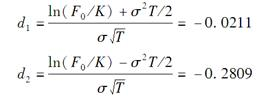 d₁ = ln(F₀/K) + σ²T/2 / σ√T = −0.0211
d₂ = ln(F₀/K) − σ²T/2 / σ√T = −0.2809